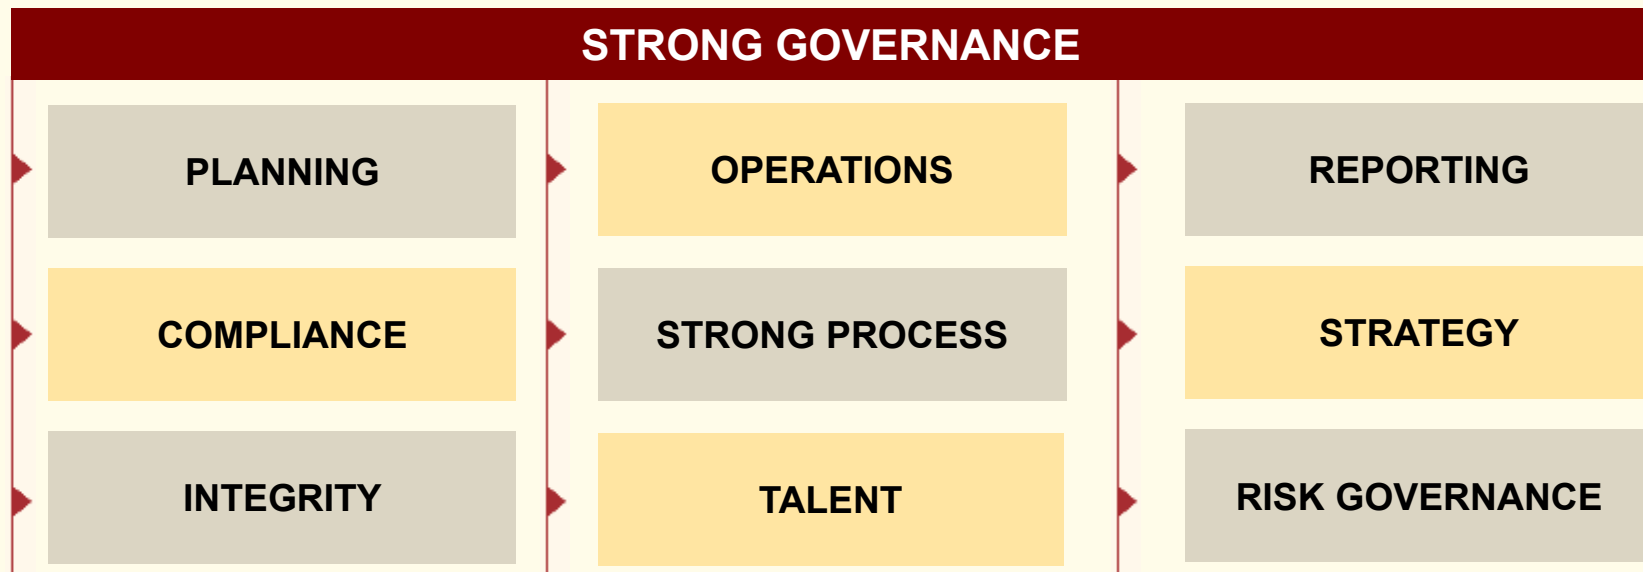 STRONG GOVERNANCE
PLANNING
OPERATIONS
REPORTING
COMPLIANCE
STRONG PROCESS
STRATEGY
INTEGRITY
TALENT
RISK GOVERNANCE